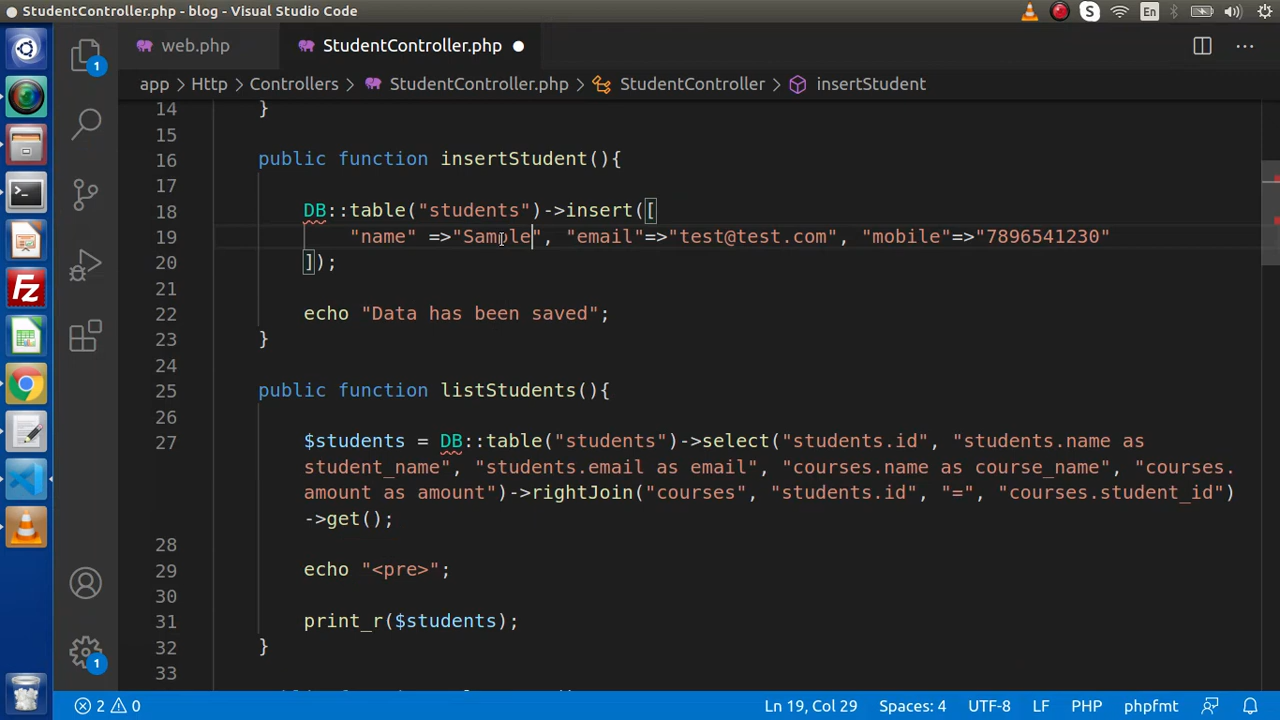 StudentController.php - blog - Visual Studio Code
S
En
web.php
StudentController.php
1
app > Http > Controllers > StudentController.php > StudentController > insertStudent
14 }
15
16 public function insertStudent(){
17
18 DB::table("students")->insert([
19 "name" =>"Sample", "email"=>"test@test.com", "mobile"=>"7896541230"
20 ]);
21
22 echo "Data has been saved";
23 }
24
25 public function listStudents(){
26
27 $students = DB::table("students")->select("students.id", "students.name as
student_name", "students.email as email", "courses.name as course_name", "courses.
amount as amount")->rightJoin("courses", "students.id", "=", "courses.student_id")
->get();
28
29 echo "<pre>";
30
31 print_r($students);
32 }
33
Fz
1
2 0
Ln 19, Col 29
Spaces: 4
UTF-8
LF
PHP
phpfmt